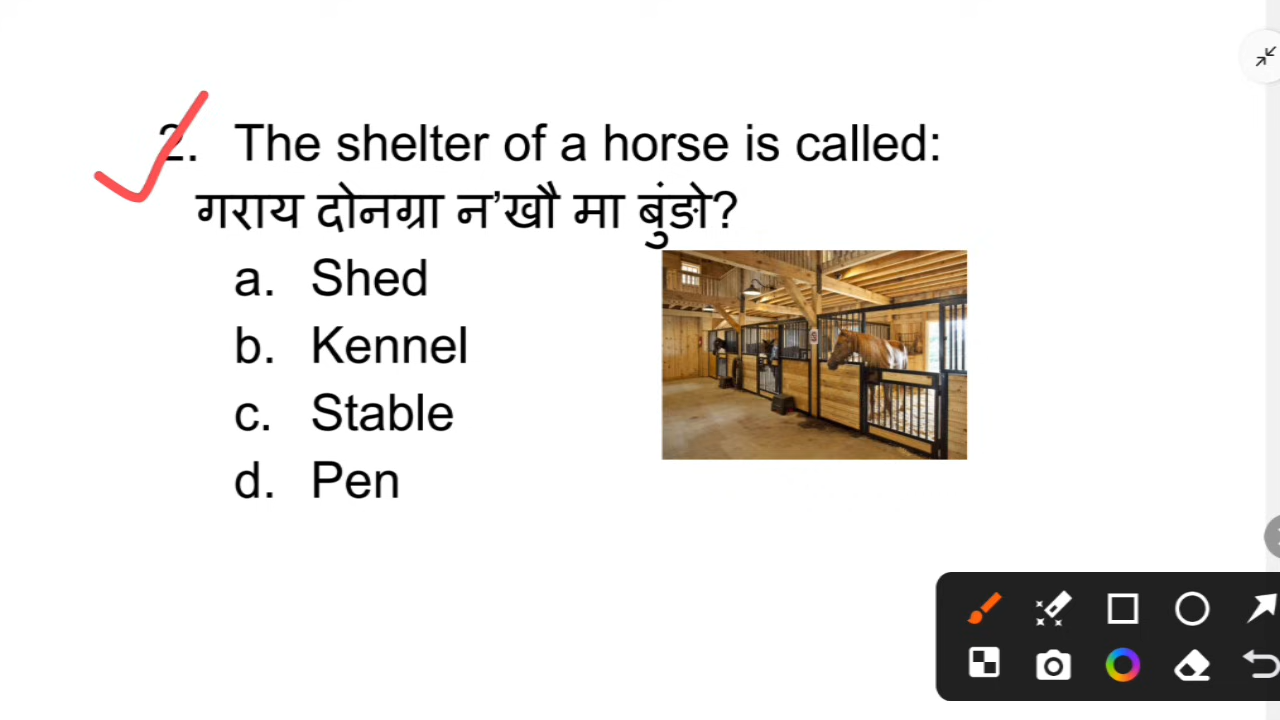 2. The shelter of a horse is called:
गराय दोनग्रा न’खौ मा बुंङो?
a. Shed
b. Kennel
c. Stable
d. Pen